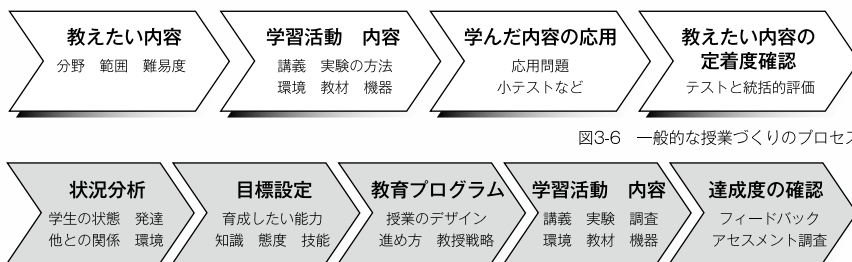 教えたい内容
分野 範囲 難易度
学習活動 内容
講義 実験の方法
環境 教材 機器
学んだ内容の応用
応用問題
小テストなど
教えたい内容の
定着度確認
テストと統括的評価
図3-6 一般的な授業づくりのプロセス
状況分析
学生の状態 発達
他との関係 環境
目標設定
育成したい能力
知識 態度 技能
教育プログラム
授業のデザイン
進め方 教授戦略
学習活動 内容
講義 実験 調査
環境 教材 機器
達成度の確認
フィードバック
アセスメント調査